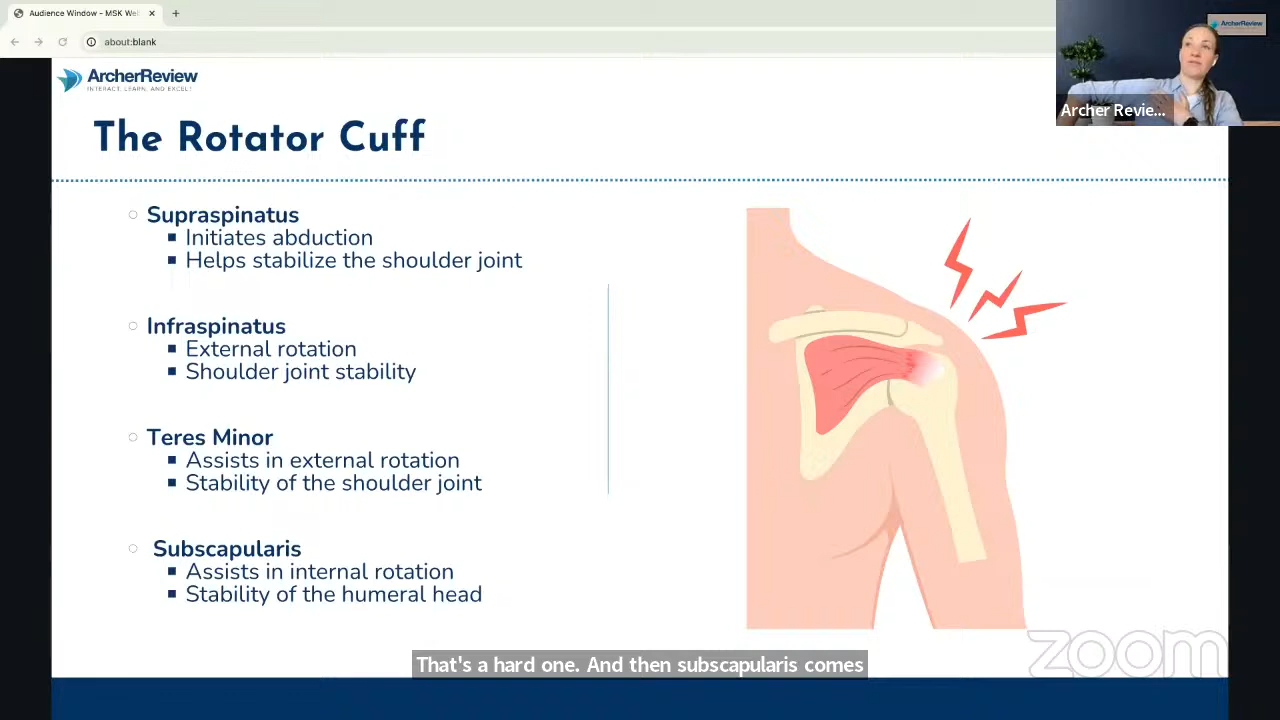 Audience Window - MSK Wel
about:blank
ArcherReview
INTERACT, LEARN, AND EXCEL!
ArcherReview
Archer Revie...
The Rotator Cuff
Supraspinatus
Initiates abduction
Helps stabilize the shoulder joint
Infraspinatus
External rotation
Shoulder joint stability
Teres Minor
Assists in external rotation
Stability of the shoulder joint
Subscapularis
Assists in internal rotation
Stability of the humeral head
zoom
That's a hard one. And then subscapularis comes